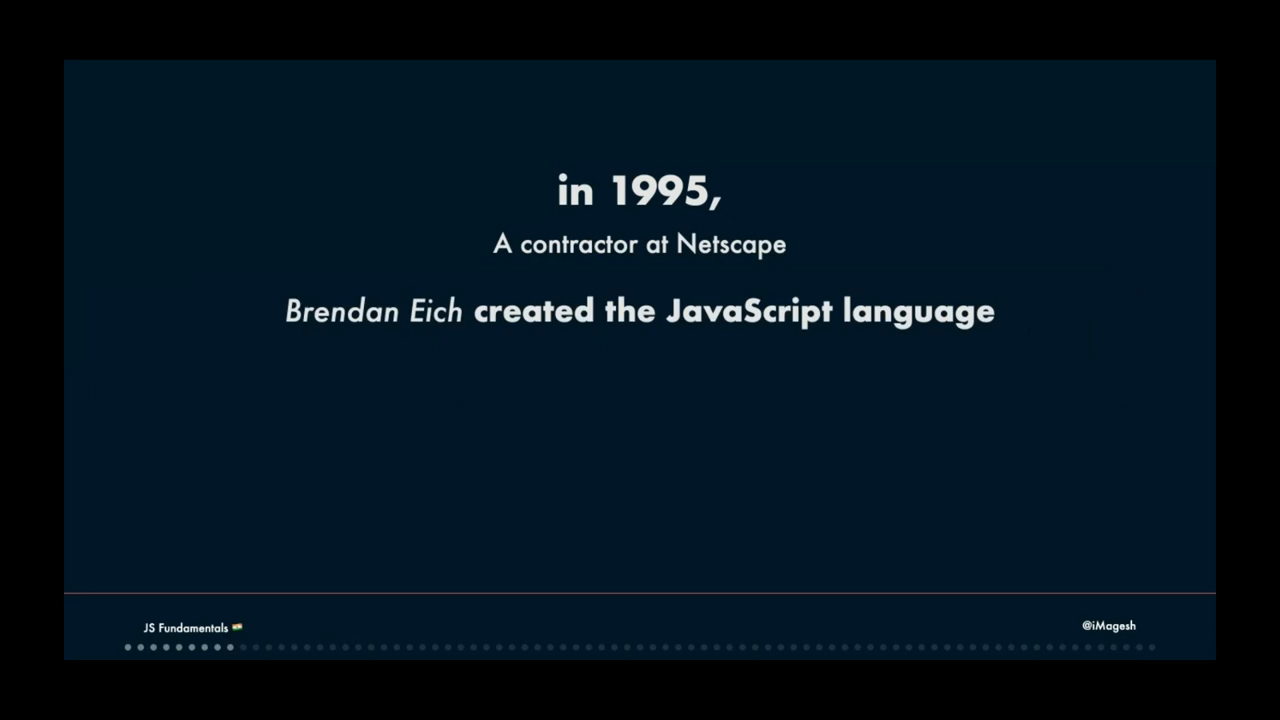 in 1995,
A contractor at Netscape
Brendan Eich created the JavaScript language
JS Fundamentals 🇮🇳
@iMagesh